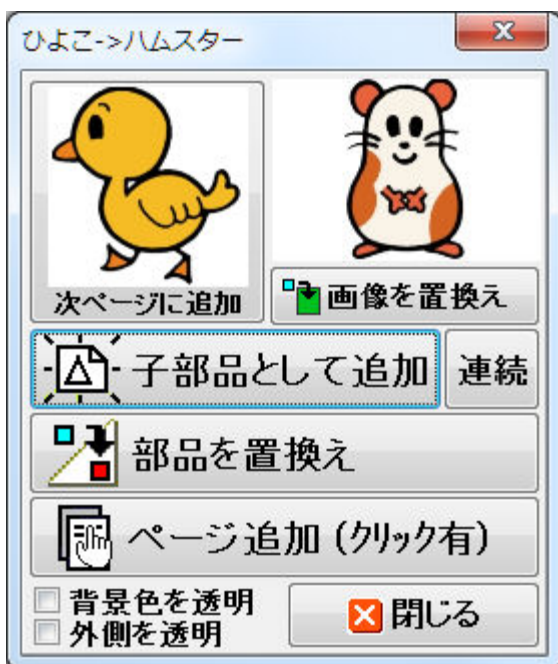 ひよこ->ハムスター
次ページに追加
画像を置換え
子部品として追加
連続
部品を置換え
ページ追加(クリック有)
背景色を透明
外側を透明
閉じる